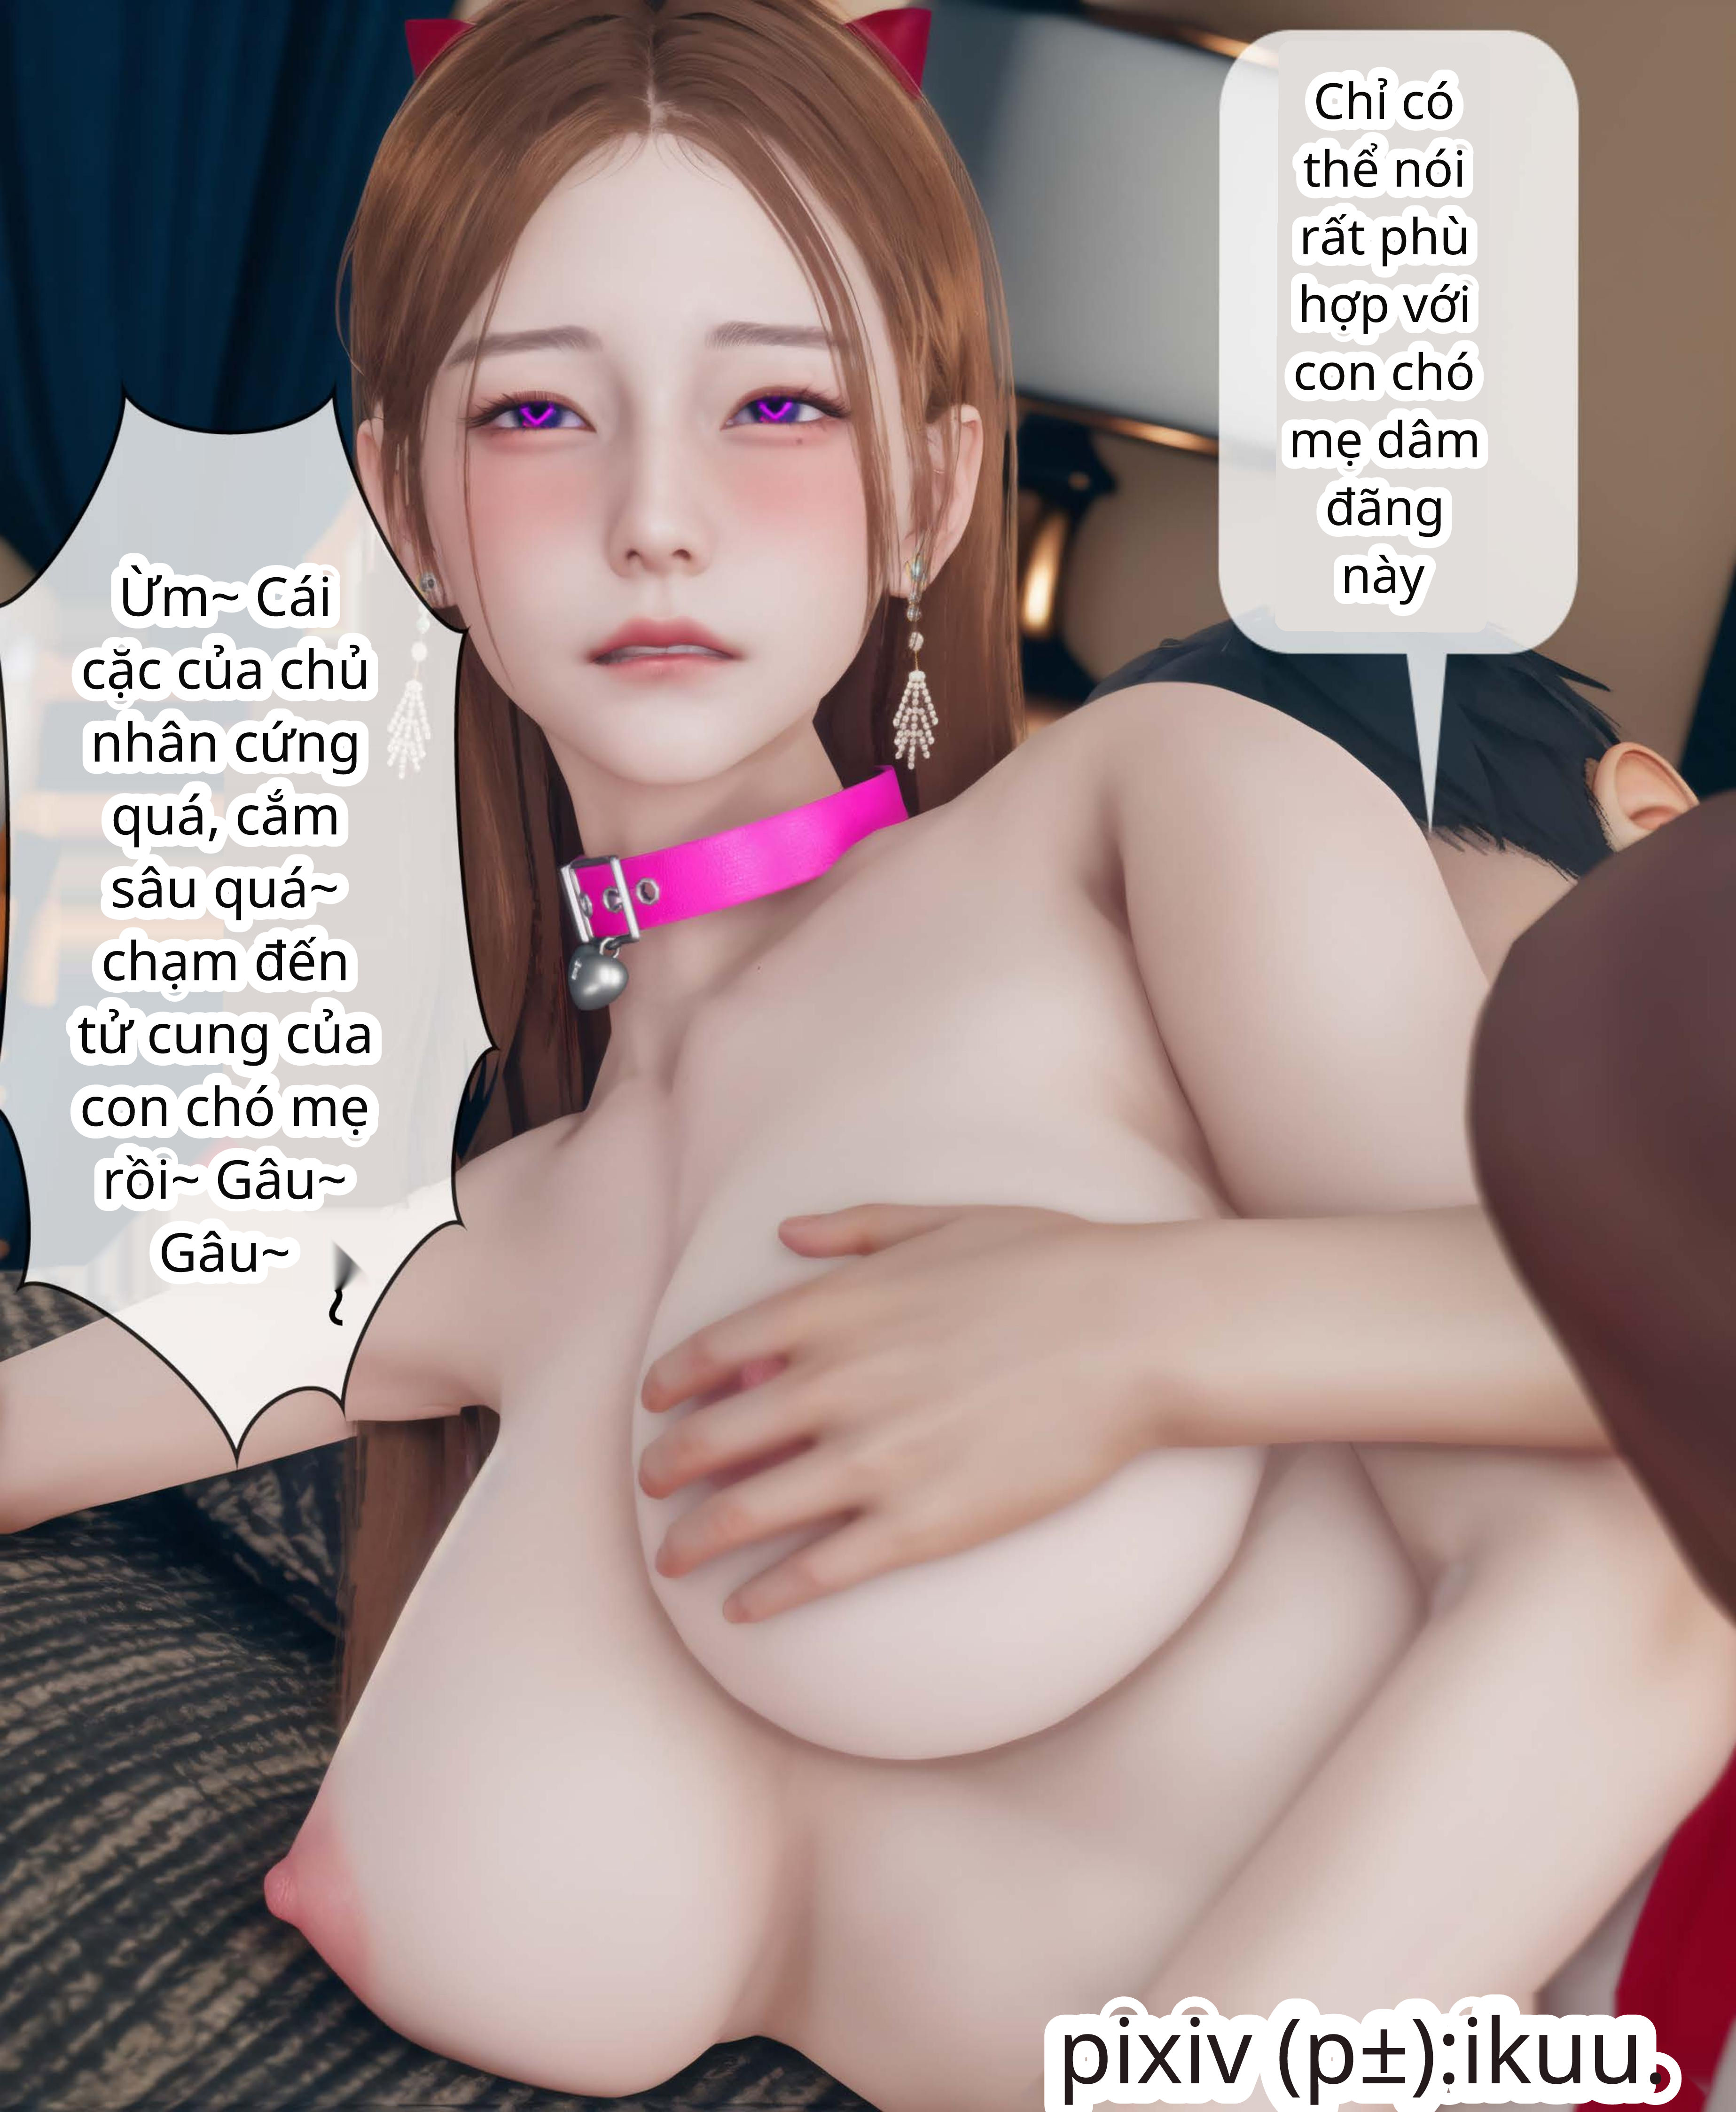 Chỉ có
thể nói
rất phù
hợp với
con chó
mẹ dâm
đãng
này
Ừm~ Cái
cặc của chủ
nhân cứng
quá, cắm
sâu quá~
chạm đến
tử cung của
con chó mẹ
rồi~ Gâu~
Gâu~
pixiv (p±):ikuu.